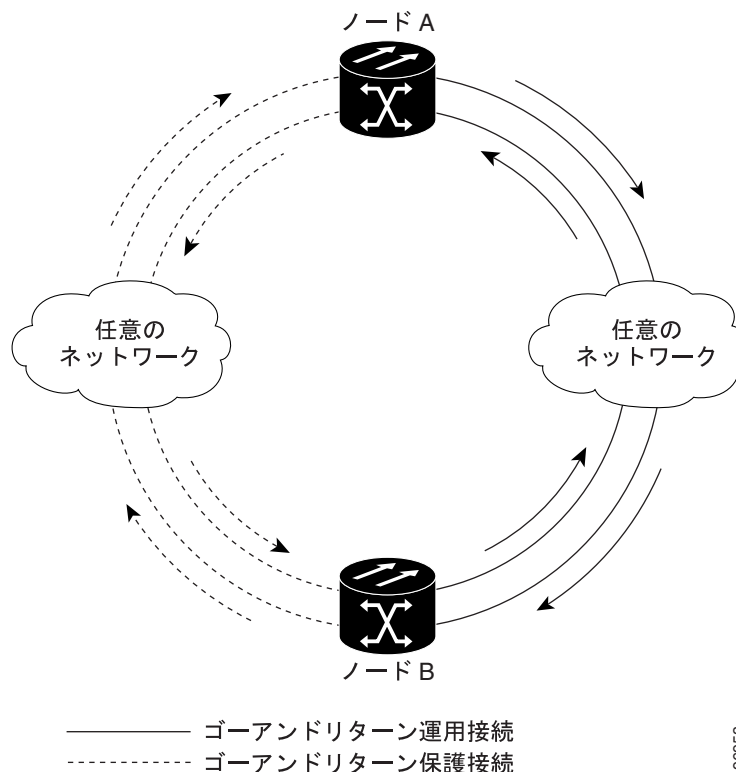 ノード A
任意の
ネットワーク
任意の
ネットワーク
ノード B
ゴーアンドリターン運用接続
ゴーアンドリターン保護接続